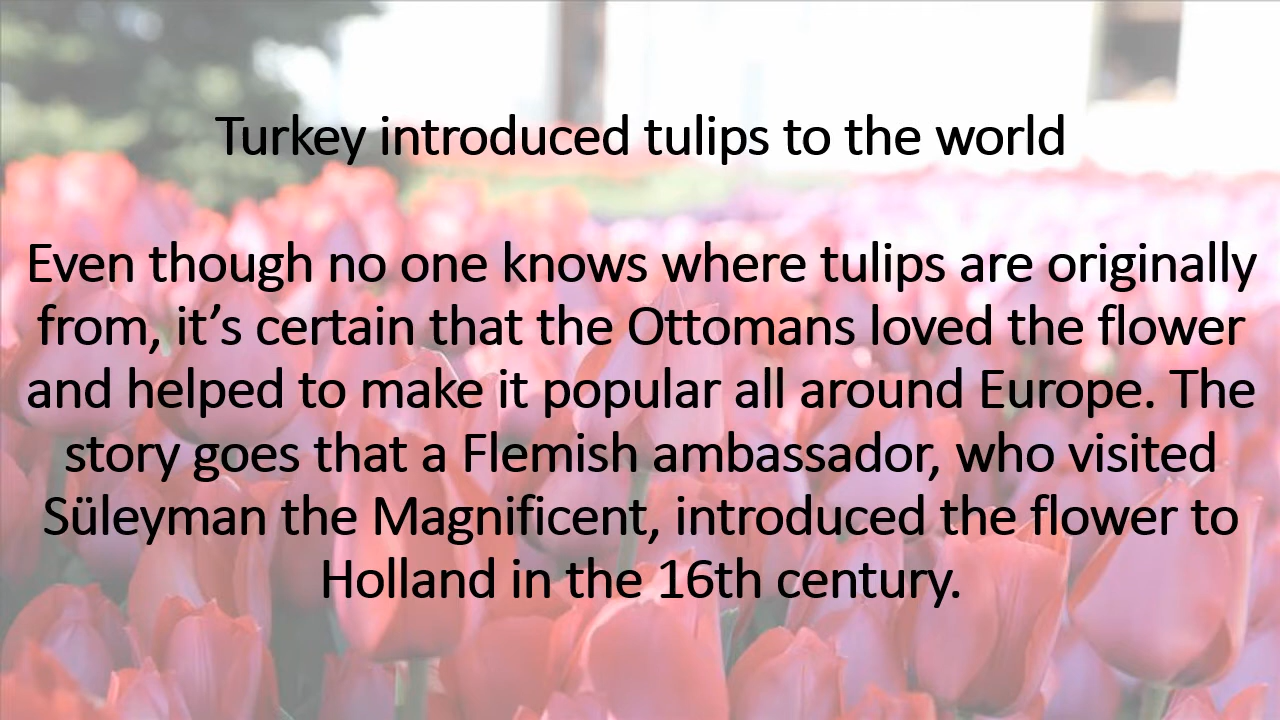 Turkey introduced tulips to the world
Even though no one knows where tulips are originally
from, it’s certain that the Ottomans loved the flower
and helped to make it popular all around Europe. The
story goes that a Flemish ambassador, who visited
Süleyman the Magnificent, introduced the flower to
Holland in the 16th century.